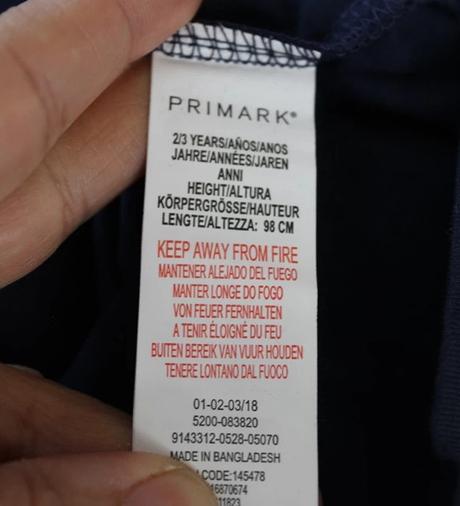 PRIMARK®
2/3 YEARS/AÑOS/ANOS
JAHRE/ANNÉES/JAREN
ANNI
HEIGHT/ALTURA
KÖRPERGRÖSSE/HAUTEUR
LENGTE/ALTEZZA: 98 CM
KEEP AWAY FROM FIRE
MANTENER ALEJADO DEL FUEGO
MANTER LONGE DO FOGO
VON FEUER FERNHALTEN
A TENIR ÉLOIGNÉ DU FEU
BUITEN BEREIK VAN VUUR HOUDEN
TENERE LONTANO DAL FUOCO
01-02-03/18
5200-083820
9143312-0528-05070
MADE IN BANGLADESH
CODE:145478
16870674
11823